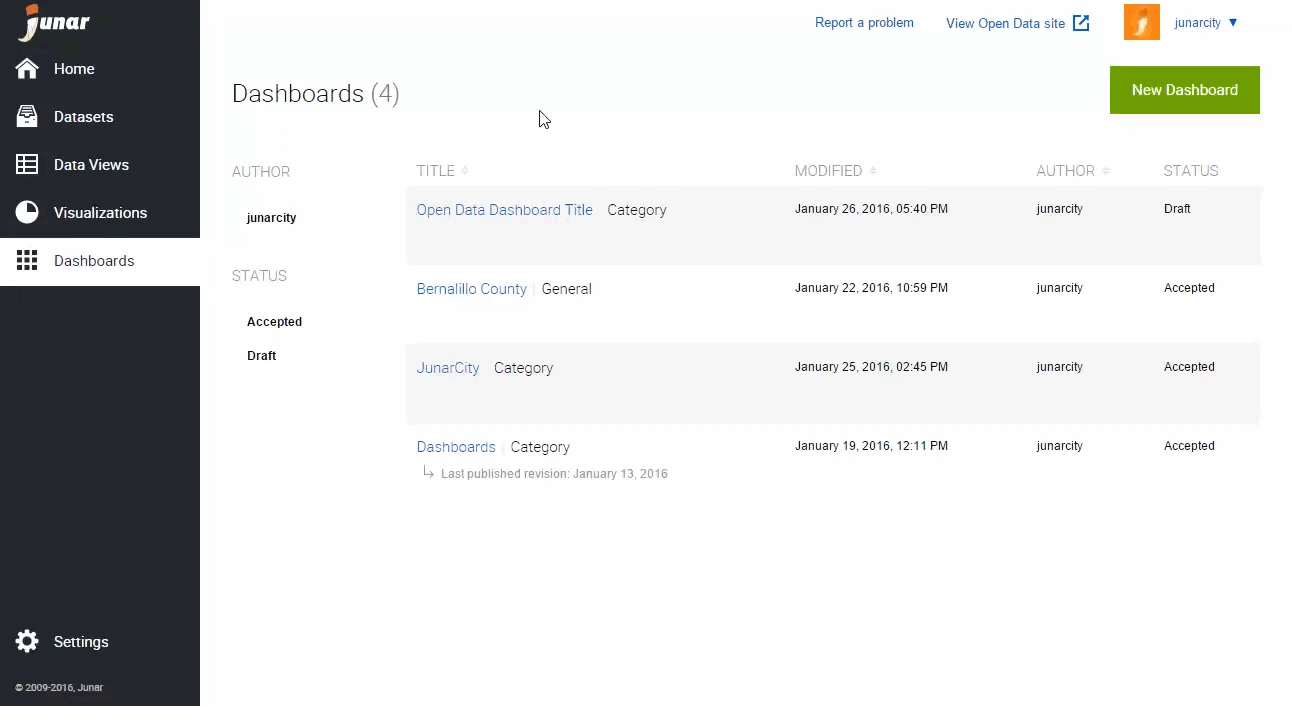 junar
Report a problem
View Open Data site
junarcity ▼
Home
Datasets
Data Views
Visualizations
Dashboards
Settings
© 2009-2016, Junar
Dashboards (4)
New Dashboard
AUTHOR
junarcity
STATUS
Accepted
Draft
TITLE MODIFIED AUTHOR STATUS
Open Data Dashboard Title Category January 26, 2016, 05:40 PM junarcity Draft
Bernalillo County | General January 22, 2016, 10:59 PM junarcity Accepted
JunarCity Category January 25, 2016, 02:45 PM junarcity Accepted
Dashboards | Category January 19, 2016, 12:11 PM junarcity Accepted
Last published revision: January 13, 2016